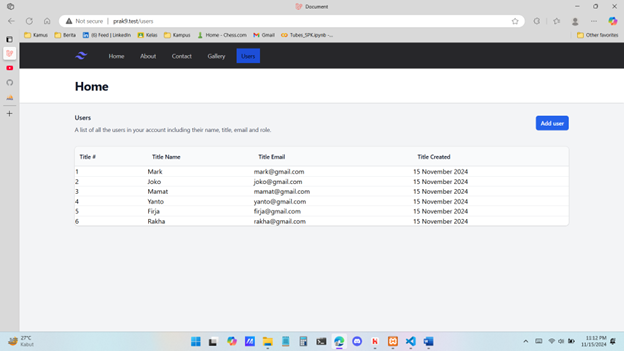 Document
Not secure prak9.test/users
Kamus Berita (6) Feed | LinkedIn Kelas Kampus Home - Chess.com Gmail Tubes_SPK.ipynb -... Other favorites
Home About Contact Gallery Users
Home
Users
A list of all the users in your account including their name, title, email and role.
Add user
Title # Title Name Title Email Title Created
1 Mark mark@gmail.com 15 November 2024
2 Joko joko@gmail.com 15 November 2024
3 Mamat mamat@gmail.com 15 November 2024
4 Yanto yanto@gmail.com 15 November 2024
5 Firja firja@gmail.com 15 November 2024
6 Rakha rakha@gmail.com 15 November 2024
27°C
Kabut
11:12 PM
11/15/2024